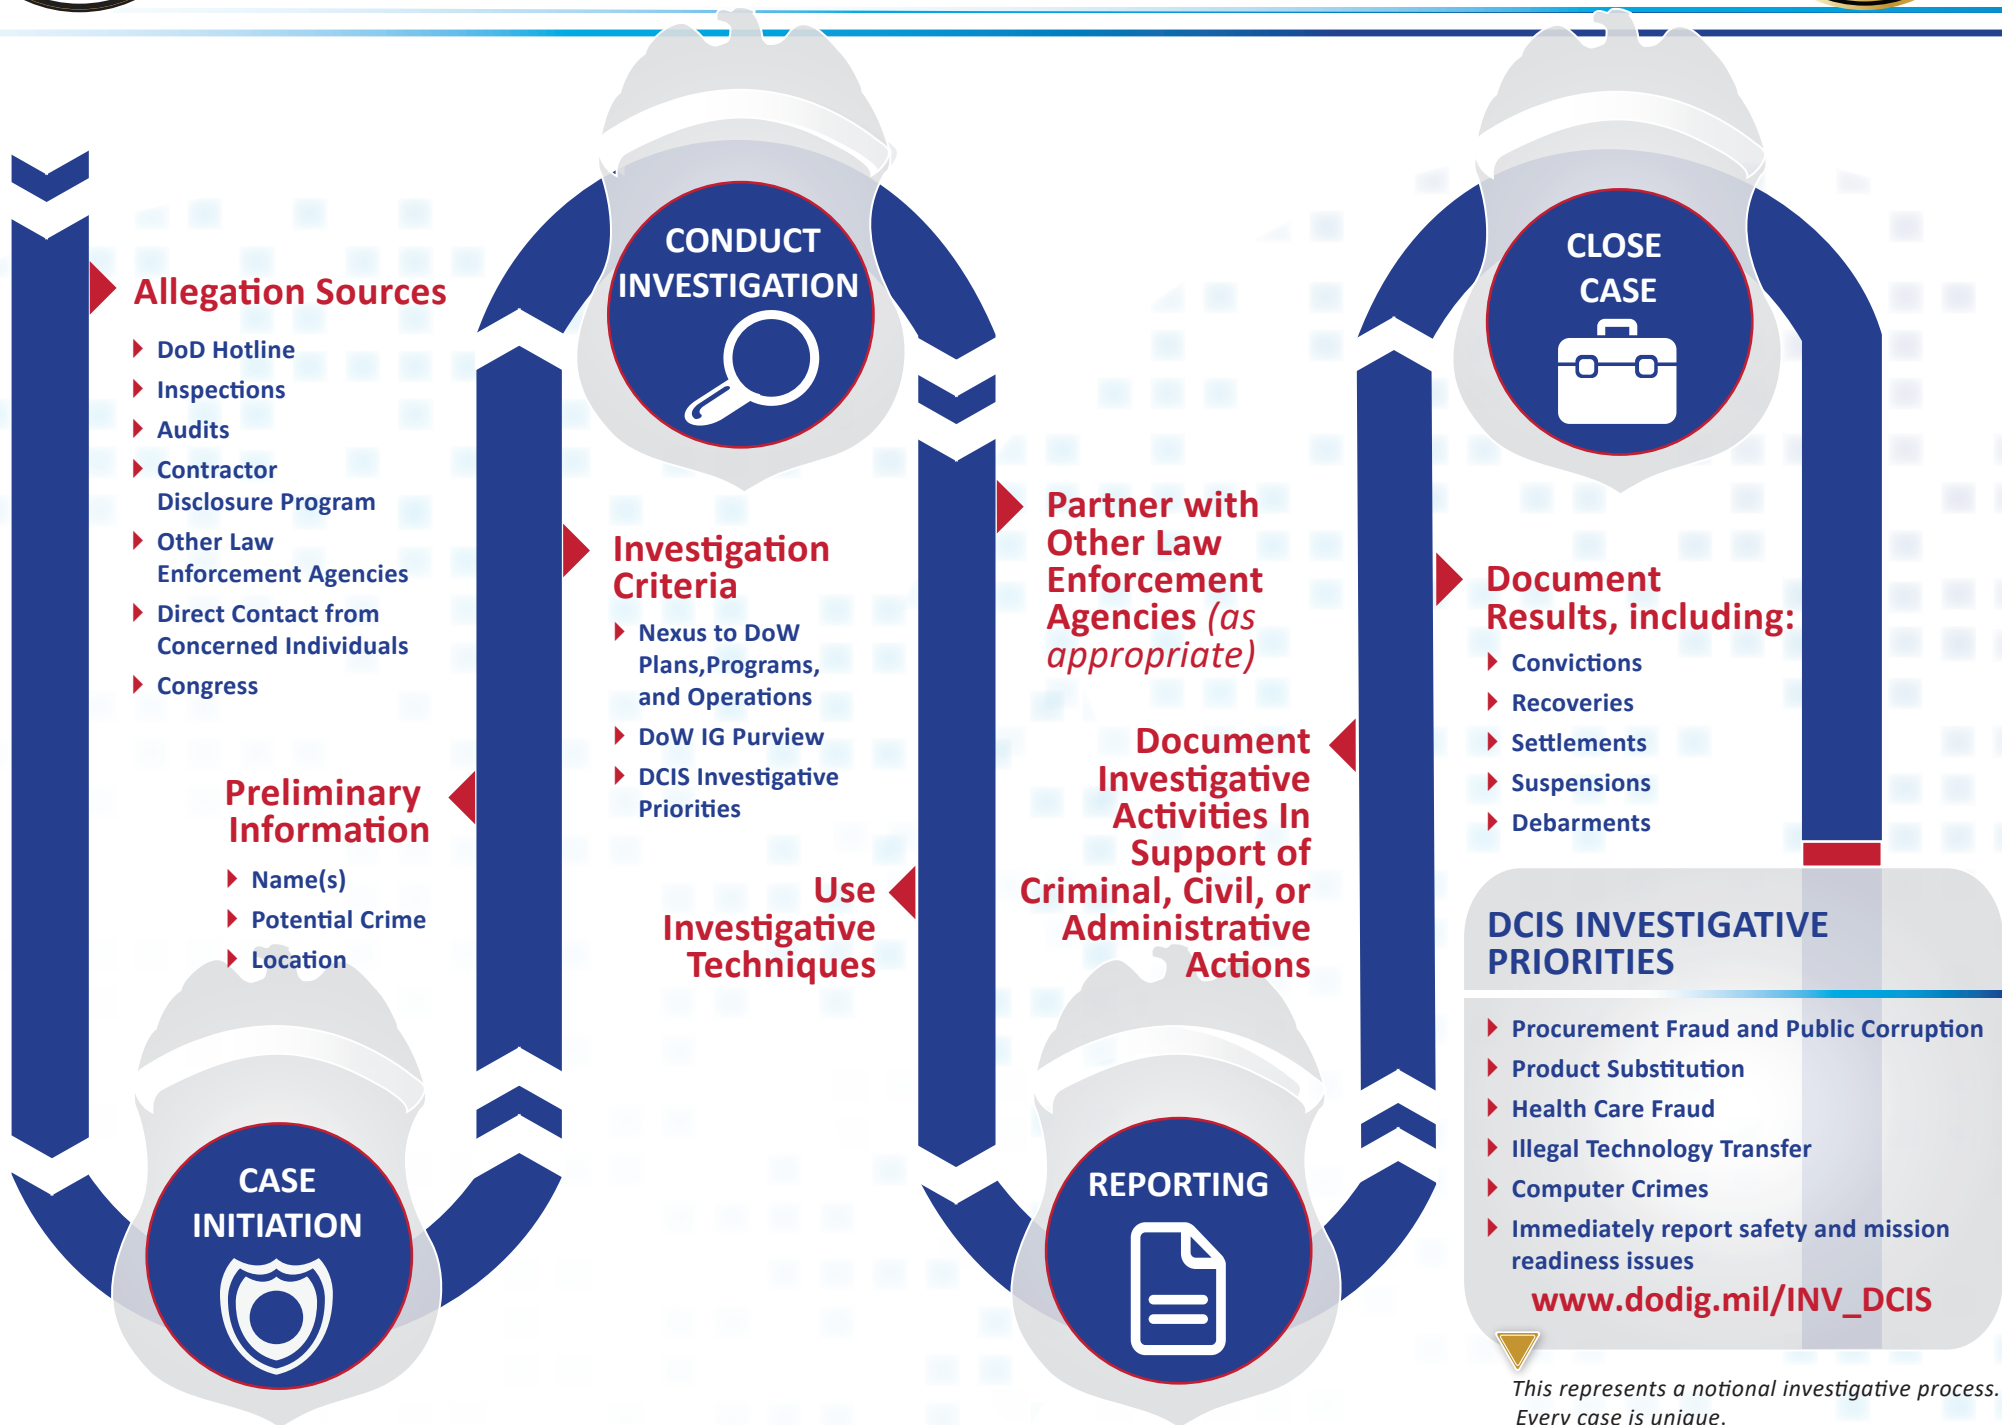 Allegation Sources
DoD Hotline
Inspections
Audits
Contractor
Disclosure Program
Other Law
Enforcement Agencies
Direct Contact from
Concerned Individuals
Congress
Preliminary
Information
Name(s)
Potential Crime
Location
CASE
INITIATION
CONDUCT
INVESTIGATION
Investigation
Criteria
Nexus to DoW
Plans,Programs,
and Operations
DoW IG Purview
DCIS Investigative
Priorities
Use
Investigative
Techniques
Partner with
Other Law
Enforcement
Agencies (as
appropriate)
Document
Investigative
Activities In
Support of
Criminal, Civil, or
Administrative
Actions
REPORTING
CLOSE
CASE
Document
Results, including:
Convictions
Recoveries
Settlements
Suspensions
Debarments
DCIS INVESTIGATIVE
PRIORITIES
Procurement Fraud and Public Corruption
Product Substitution
Health Care Fraud
Illegal Technology Transfer
Computer Crimes
Immediately report safety and mission
readiness issues
www.dodig.mil/INV_DCIS
This represents a notional investigative process.
Every case is unique.